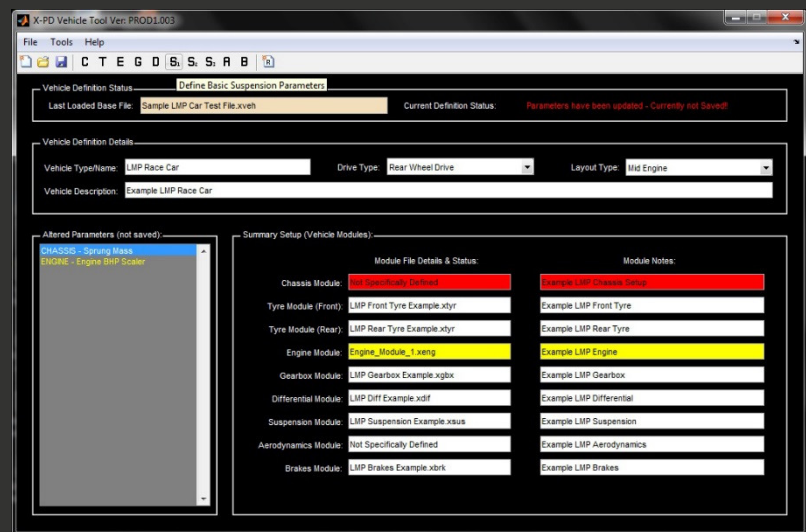 X-PD Vehicle Tool Ver: PROD1.003
File Tools Help
C T E G D S1 S2 S3 A B R
Define Basic Suspension Parameters
Vehicle Definition Status
Last Loaded Base File: Sample LMP Car Test File.xveh Current Definition Status: Parameters have been updated - Currently not Saved!
Vehicle Definition Details
Vehicle Type/Name: LMP Race Car Drive Type: Rear Wheel Drive Layout Type: Mid Engine
Vehicle Description: Example LMP Race Car
Altered Parameters (not saved):
CHASSIS - Sprung Mass
ENGINE - Engine BHP Scaler
Summary Setup (Vehicle Modules):
Module File Details & Status: Module Notes:
Chassis Module: Not Specifically Defined Example LMP Chassis Setup
Tyre Module (Front): LMP Front Tyre Example.xtyr Example LMP Front Tyre
Tyre Module (Rear): LMP Rear Tyre Example.xtyr Example LMP Rear Tyre
Engine Module: Engine_Module_1.xeng Example LMP Engine
Gearbox Module: LMP Gearbox Example.xgbx Example LMP Gearbox
Differential Module: LMP Diff Example.xdif Example LMP Differential
Suspension Module: LMP Suspension Example.xsus Example LMP Suspension
Aerodynamics Module: Not Specifically Defined Example LMP Aerodynamics
Brakes Module: LMP Brakes Example.xbrk Example LMP Brakes